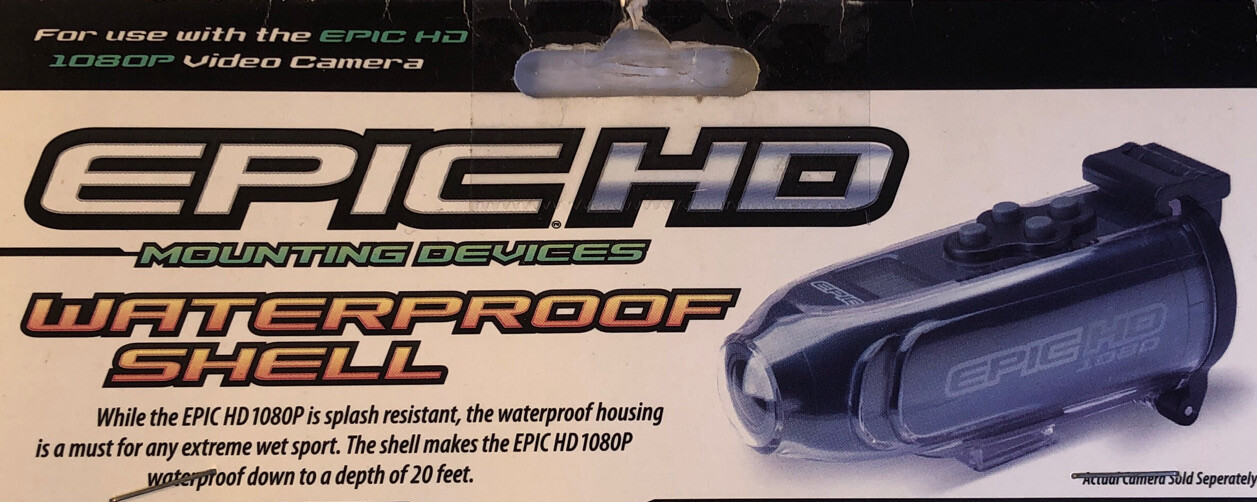 For use with the EPIC HD
1080P Video Camera
EPIC HD
®
MOUNTING DEVICES
WATERPROOF
SHELL
While the EPIC HD 1080P is splash resistant, the waterproof housing
is a must for any extreme wet sport. The shell makes the EPIC HD 1080P
waterproof down to a depth of 20 feet.
EPIC
EPIC HD
1080
Actual Camera Sold Seperately